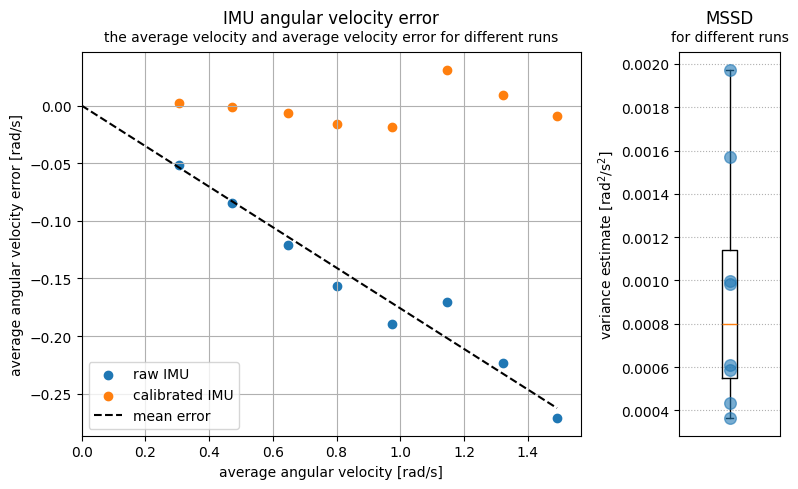 IMU angular velocity error
the average velocity and average velocity error for different runs
average angular velocity error [rad/s]
0.00
−0.05
−0.10
−0.15
−0.20
−0.25
raw IMU
calibrated IMU
mean error
0.0 0.2 0.4 0.6 0.8 1.0 1.2 1.4
average angular velocity [rad/s]
MSSD
for different runs
variance estimate [rad²/s²]
0.0020
0.0018
0.0016
0.0014
0.0012
0.0010
0.0008
0.0006
0.0004